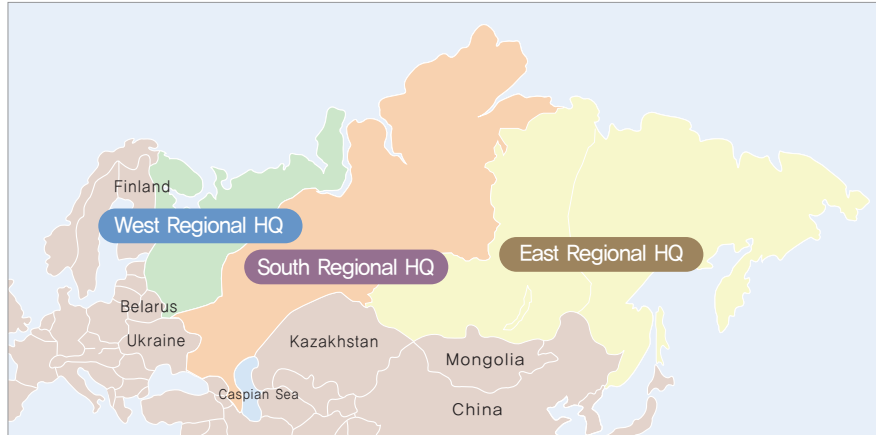 Finland
West Regional HQ
East Regional HQ
South Regional HQ
Belarus
Ukraine
Kazakhstan
Mongolia
Caspian Sea
China